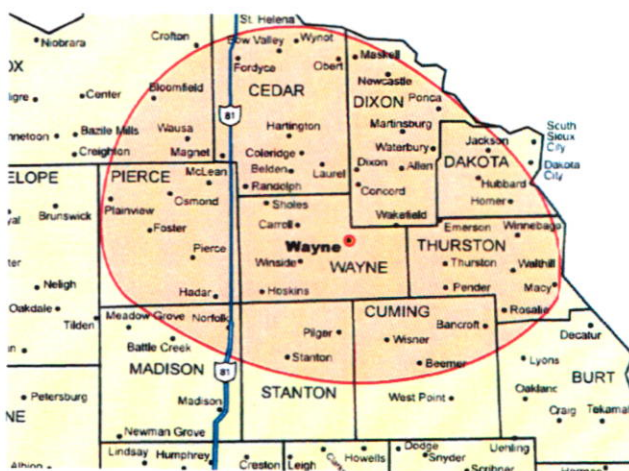 St. Helena
Niobrara
Crofton
Bow Valley
Wynot
Fordyce
Obert
Maskell
Newcastle
OX
CEDAR
DIXON
Ponca
Bloomfield
Center
81
Martinsburg
South
Sioux
City
Bazile Mills
Wausa
Hartington
Waterbury
Jackson
Creighton
Magnet
Coleridge
Dixon
Allen
DAKOTA
Dakota
City
ELOPE
PIERCE
McLean
Belden
Laurel
Hubbard
Randolph
Concord
Homer
Plainview
Osmond
Sholes
Brunswick
Foster
Carroll
Wakefield
Emerson
Winnebago
Wayne
THURSTON
Pierce
Winside
WAYNE
Thurston
Walthill
Neligh
Hadar
Hoskins
Pender
Macy
Oakdale
Rosalie
Tilden
Meadow Grove
Norfolk
CUMING
Bancroft
Decatur
Battle Creek
Pilger
Wisner
Stanton
Beemer
Lyons
MADISON
81
BURT
Petersburg
Madison
STANTON
West Point
Oakland
NE
Craig
Tekamah
Newman Grove
Uehling
Albion
Lindsay
Humphrey
Creston
Leigh
Howells
Dodge
Snyder
Scribner